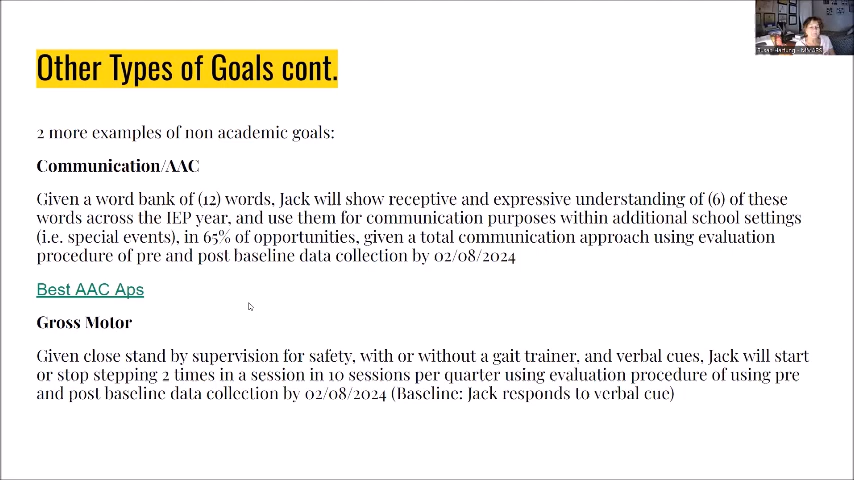 Other Types of Goals cont.
2 more examples of non academic goals:
Communication/AAC
Given a word bank of (12) words, Jack will show receptive and expressive understanding of (6) of these
words across the IEP year, and use them for communication purposes within additional school settings
(i.e. special events), in 65% of opportunities, given a total communication approach using evaluation
procedure of pre and post baseline data collection by 02/08/2024
Best AAC Aps
Gross Motor
Given close stand by supervision for safety, with or without a gait trainer, and verbal cues, Jack will start
or stop stepping 2 times in a session in 10 sessions per quarter using evaluation procedure of using pre
and post baseline data collection by 02/08/2024 (Baseline: Jack responds to verbal cue)